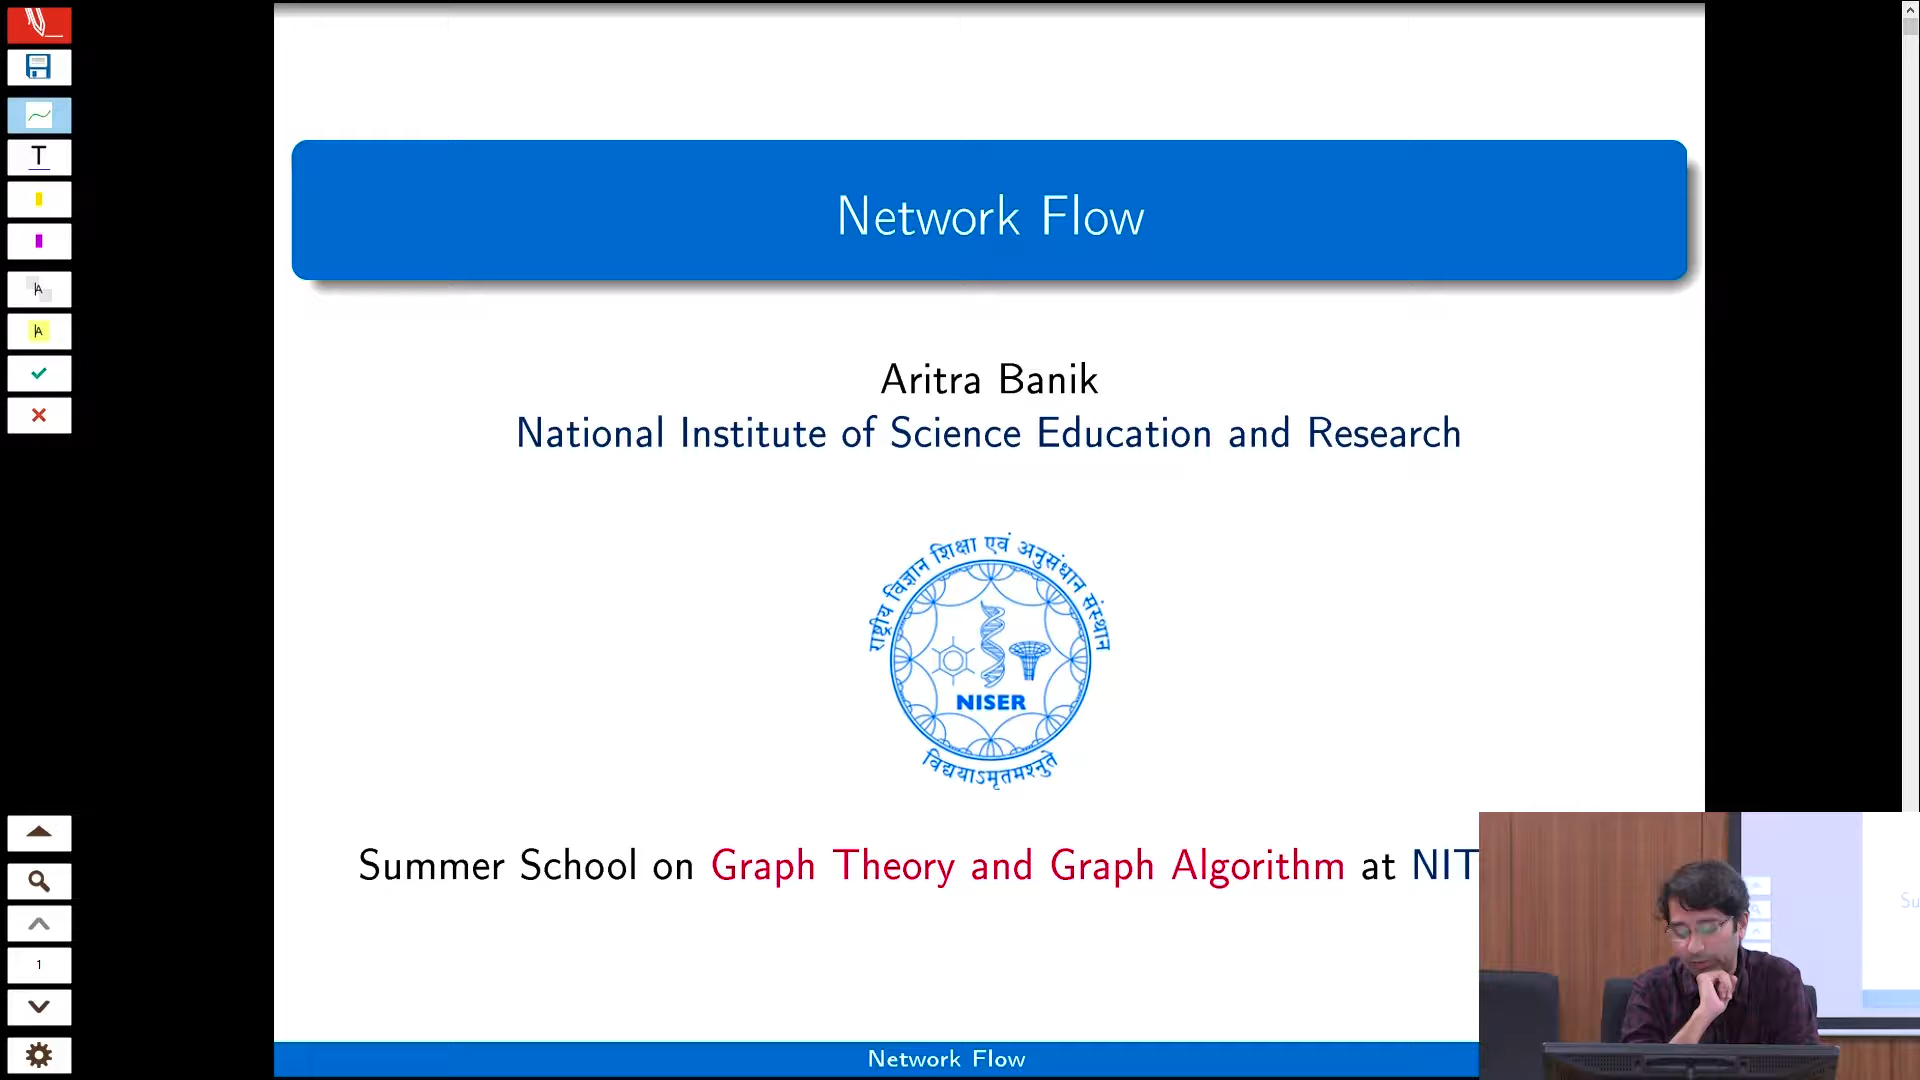 Network Flow
Aritra Banik
National Institute of Science Education and Research
राष्ट्रीय विज्ञान शिक्षा एवं अनुसंधान संस्थान
NISER
विद्ययाऽमृतमश्नुते
Summer School on Graph Theory and Graph Algorithm at NIT
Network Flow
T
A
A
1
Su